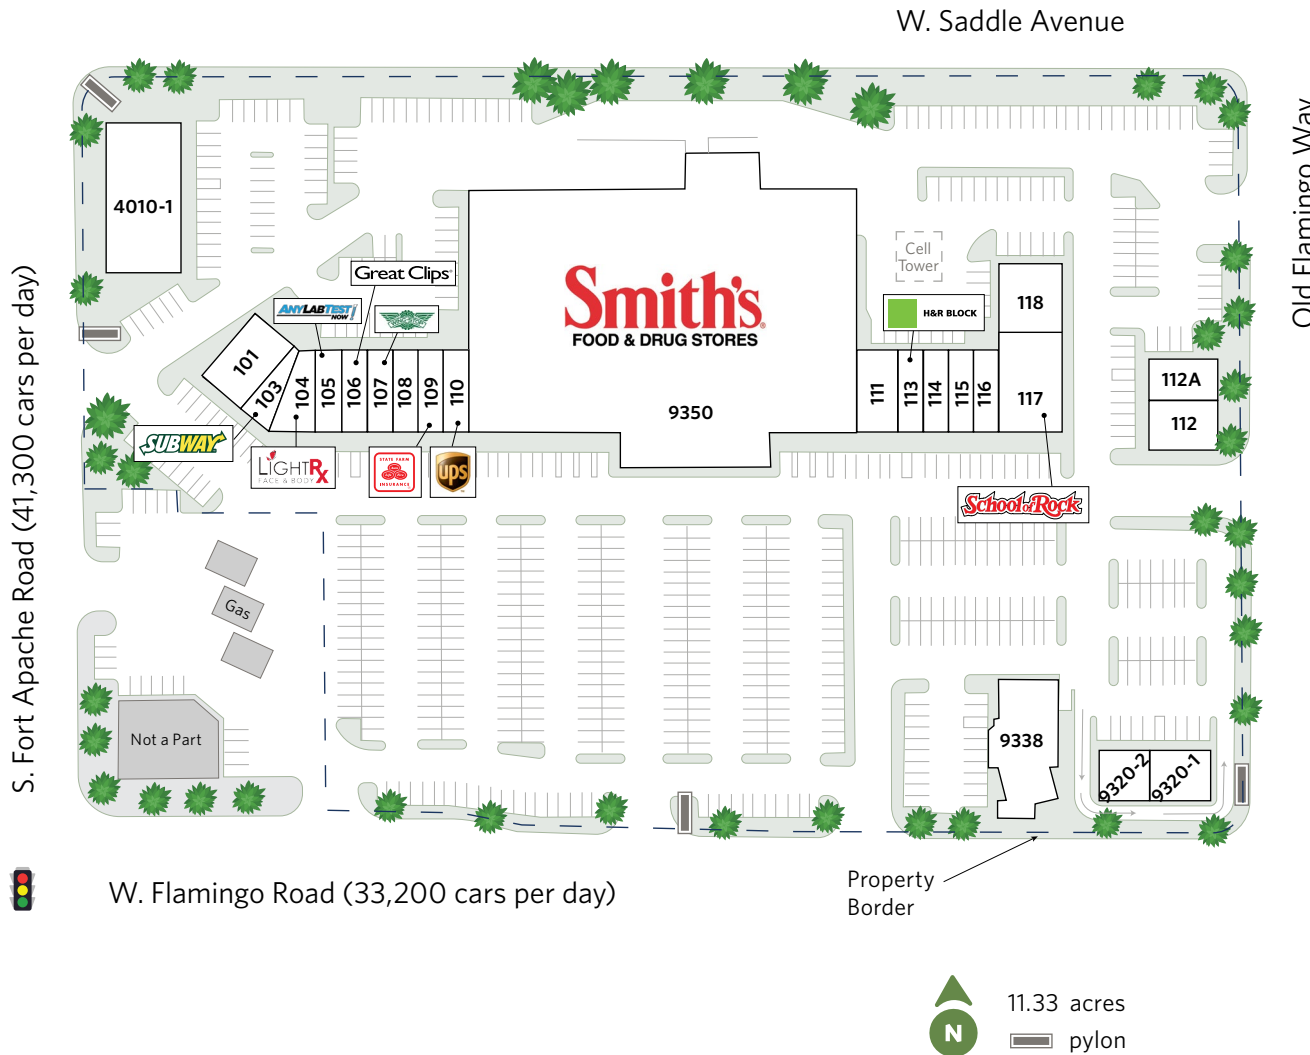 W. Saddle Avenue
Old Flamingo Way
S. Fort Apache Road (41,300 cars per day)
4010-1
Cell
Tower
Great Clips
ANYLABTEST
NOW!
Smith's
FOOD & DRUG STORES
9350
H&R BLOCK
118
117
101
103
104
105
106
107
108
109
110
111
113
114
115
116
112A
112
SUBWAY
LIGHTRX
FACE & BODY
STATE FARM
INSURANCE
ups
School of Rock
Gas
Not a Part
9338
9320-2
9320-1
W. Flamingo Road (33,200 cars per day)
Property
Border
N
11.33 acres
pylon